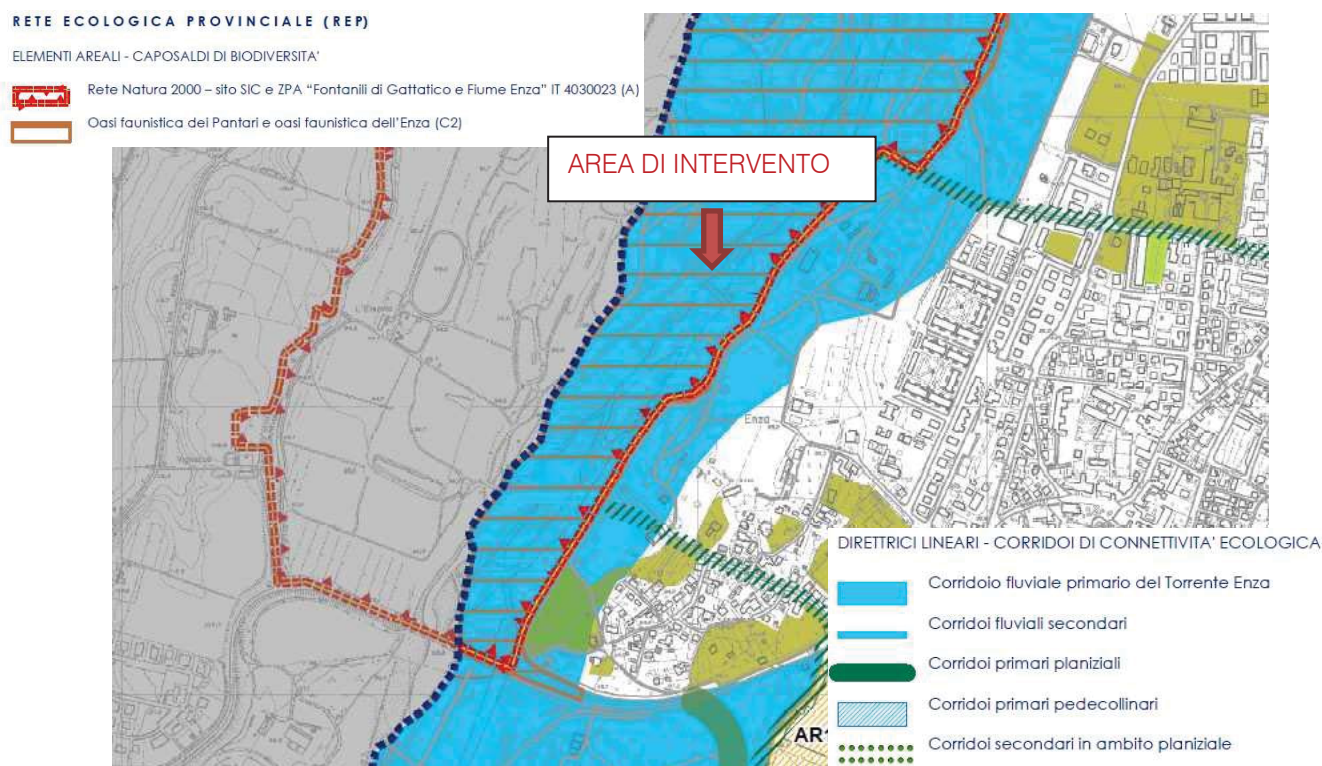 RETE ECOLOGICA PROVINCIALE (REP)
ELEMENTI AREALI - CAPOSALDI DI BIODIVERSITA'
Rete Natura 2000 – sito SIC e ZPA "Fontanili di Gattatico e Fiume Enza" IT 4030023 (A)
Oasi faunistica dei Pantari e oasi faunistica dell'Enza (C2)
AREA DI INTERVENTO
Enza
DIRETTRICI LINEARI - CORRIDOI DI CONNETTIVITA' ECOLOGICA
Corridoio fluviale primario del Torrente Enza
Corridoi fluviali secondari
Corridoi primari planiziali
Corridoi primari pedecollinari
Corridoi secondari in ambito planiziale